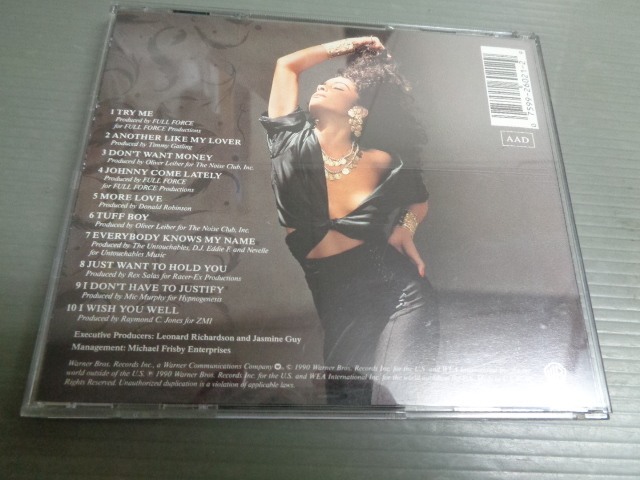 1 TRY ME
Produced by FULL FORCE
for FULL FORCE Productions
2 ANOTHER LIKE MY LOVER
Produced by Timmy Gatling
3 DON'T WANT MONEY
Produced by Oliver Leiber for The Noise Club, Inc.
4 JOHNNY COME LATELY
Produced by FULL FORCE
for FULL FORCE Productions
5 MORE LOVE
Produced by Donald Robinson
6 TUFF BOY
Produced by Oliver Leiber for The Noise Club, Inc.
7 EVERYBODY KNOWS MY NAME
Produced by The Untouchables, D.J. Eddie F. and Nevelle
for Untouchables Music
8 JUST WANT TO HOLD YOU
Produced by Rex Salas for Racer-Ex Productions
9 I DON'T HAVE TO JUSTIFY
Produced by Mic Murphy for Hypnogenesis
10 I WISH YOU WELL
Produced by Raymond C. Jones for ZMI
Executive Producers: Leonard Richardson and Jasmine Guy
Management: Michael Frisby Enterprises
Warner Bros. Records Inc., a Warner Communications Company. © 1990 Warner Bros. Records Inc. for the U.S. and WEA International Inc. for the
world outside of the U.S. ℗ 1990 Warner Bros. Records Inc. for the U.S. and WEA International Inc. for the world outside
Rights Reserved. Unauthorized duplication is a violation of applicable laws.
AAD